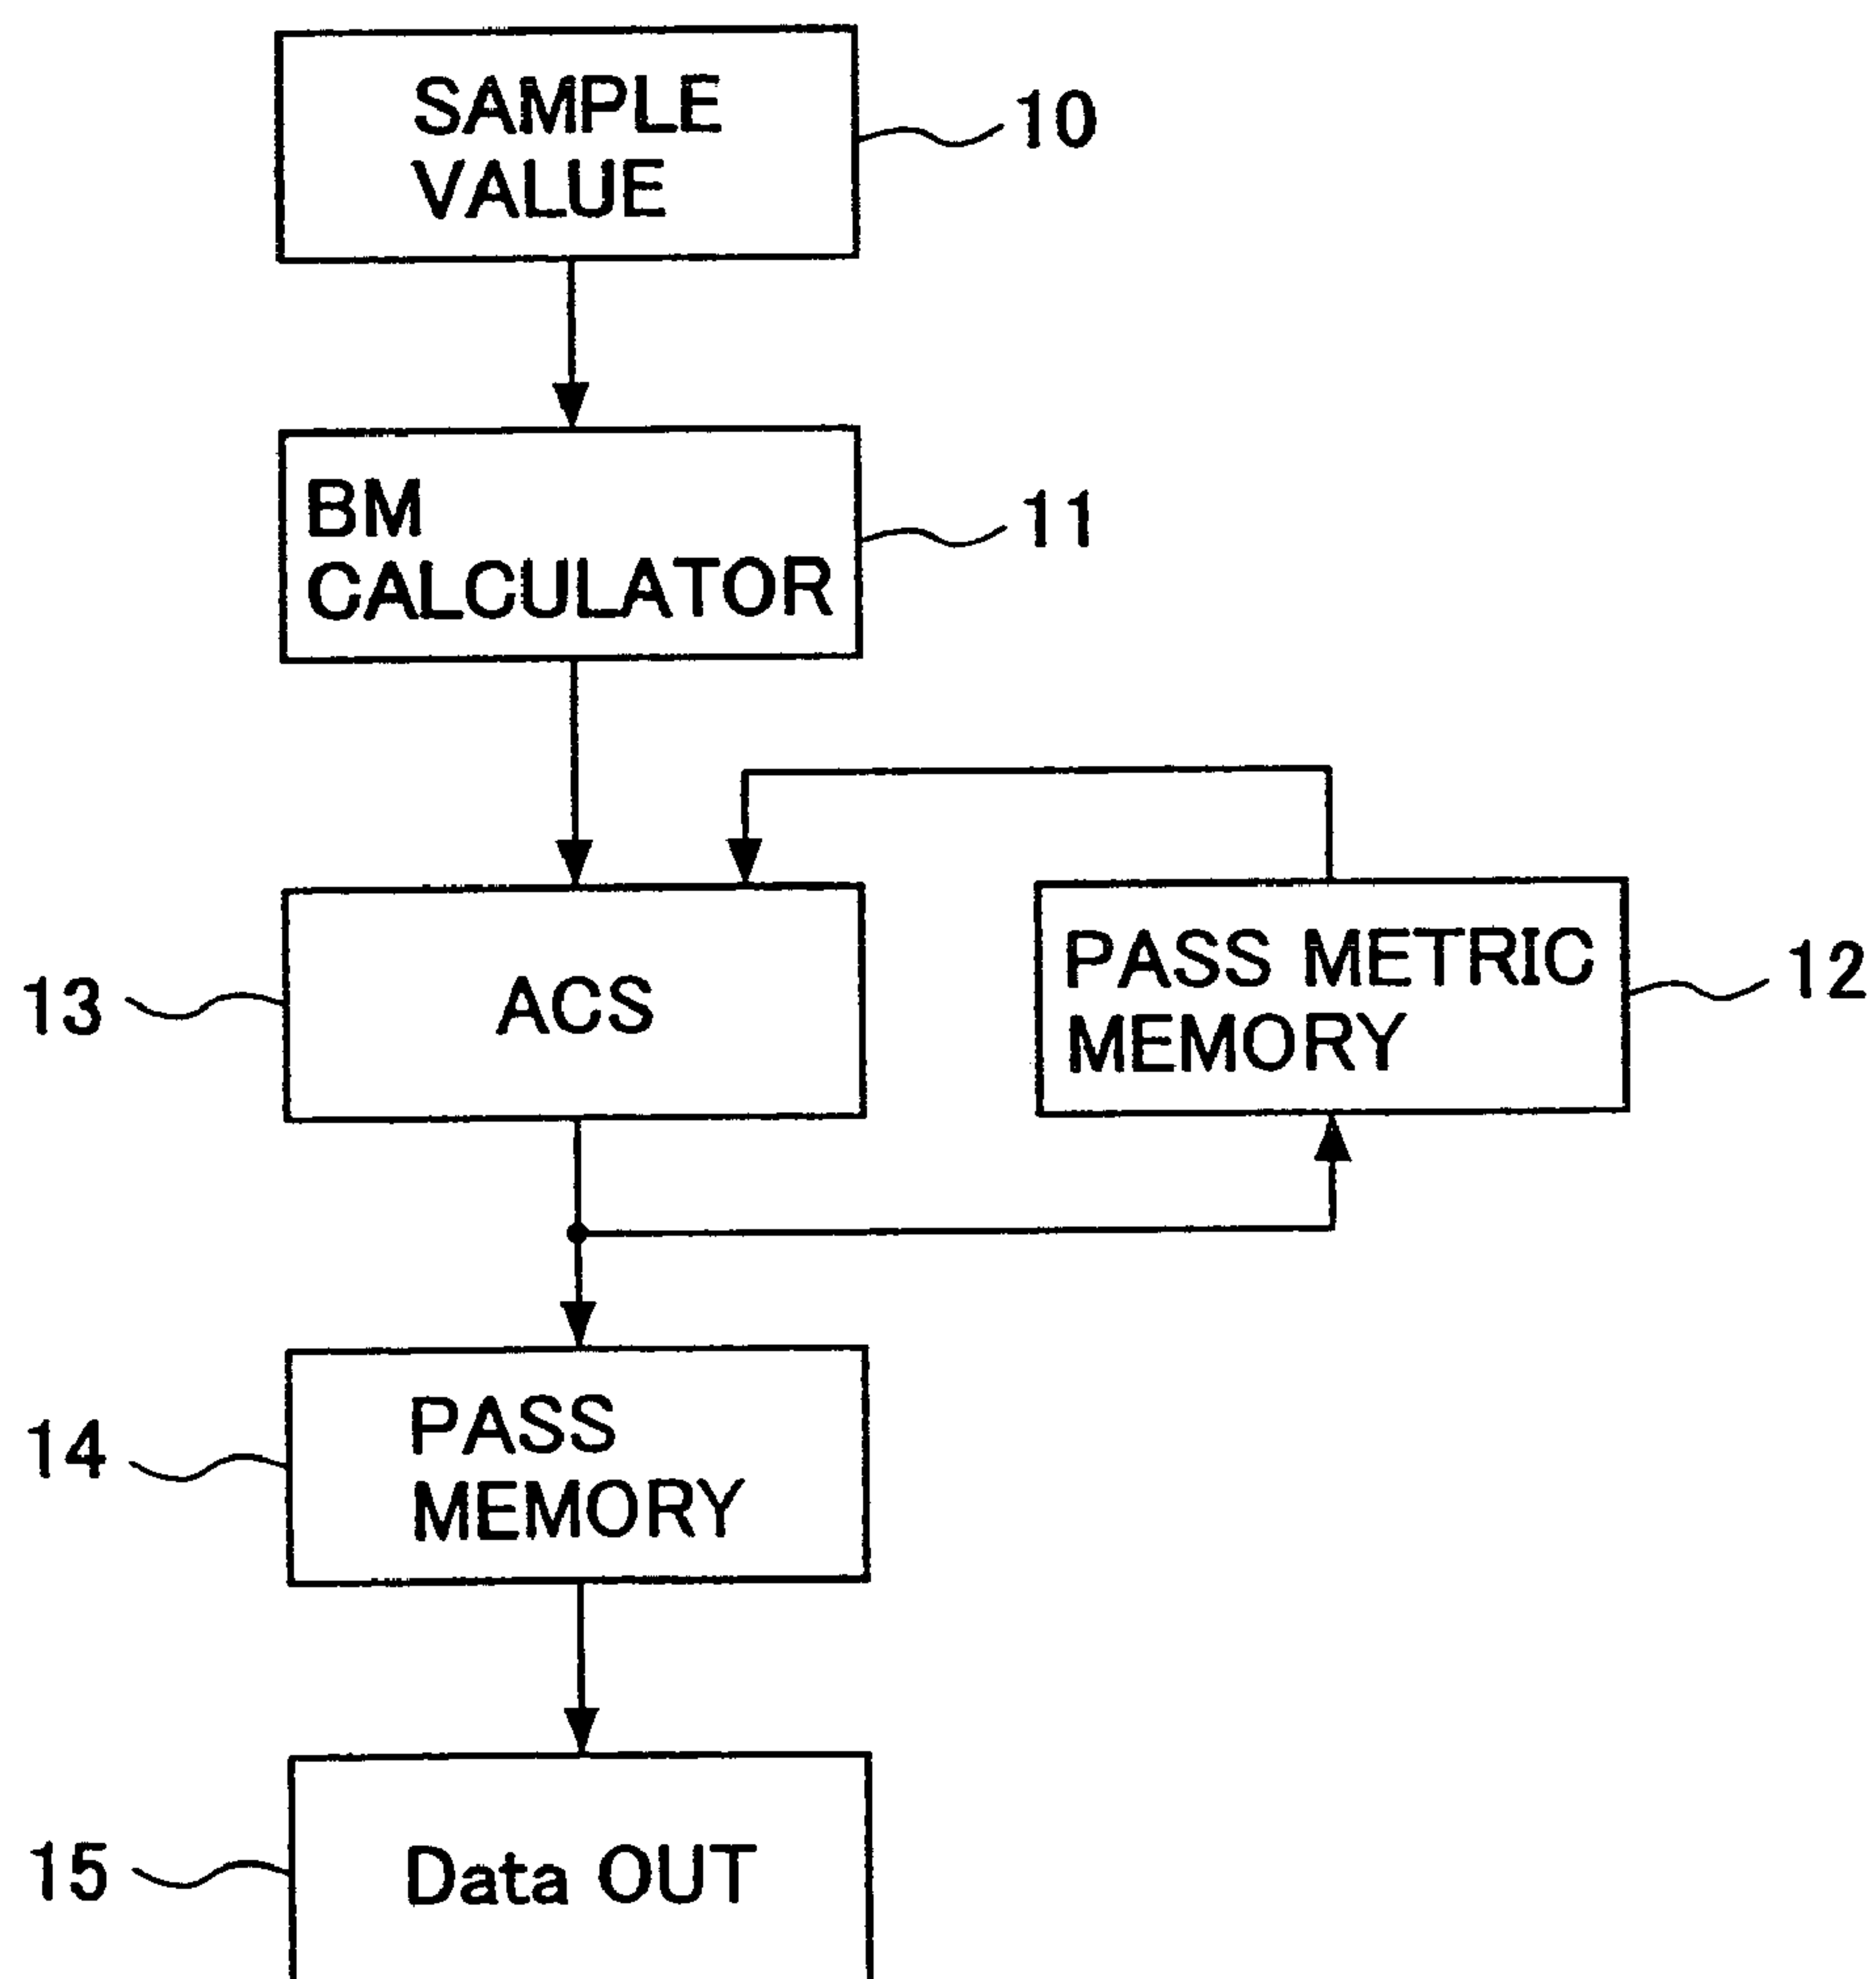 SAMPLE
VALUE
10
BM
CALCULATOR
11
13
ACS
PASS METRIC
MEMORY
12
14
PASS
MEMORY
15
Data OUT